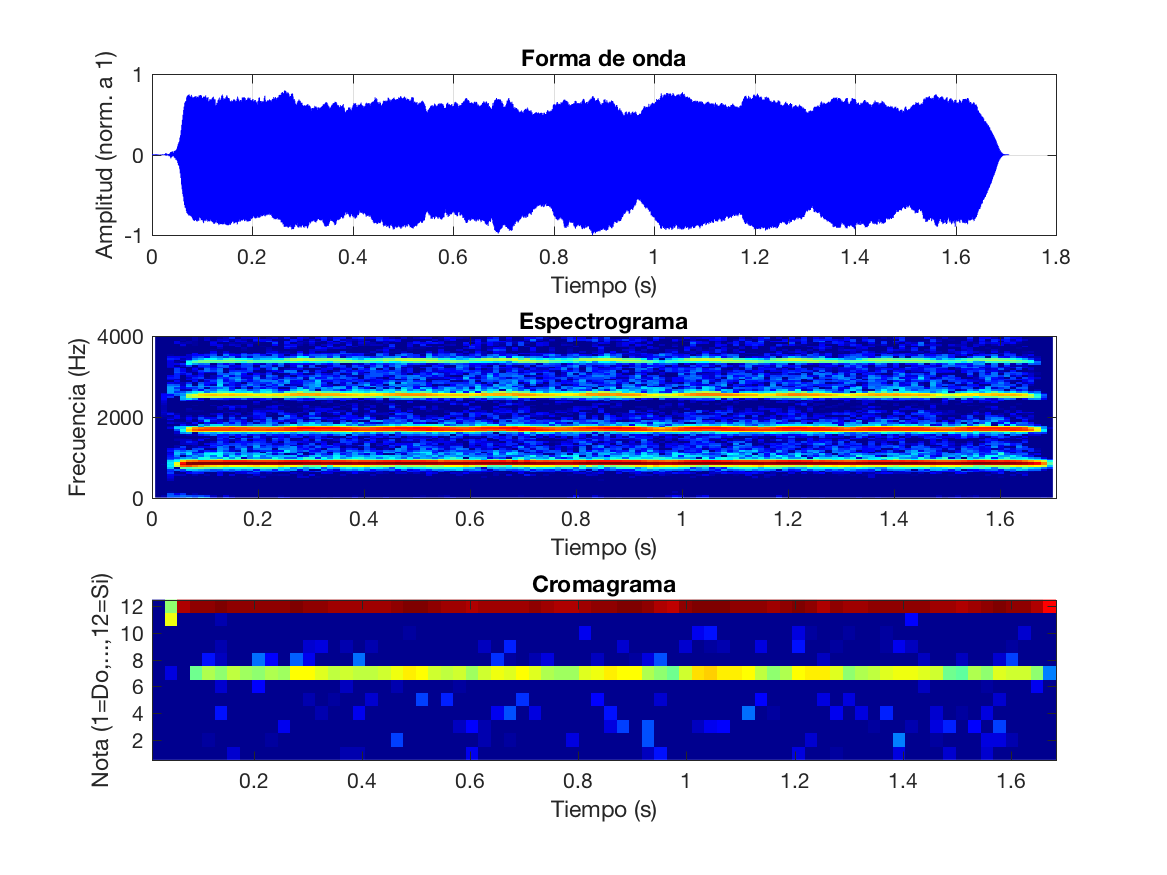 Forma de onda
Amplitud (norm. a 1)
1
0
-1
0 0.2 0.4 0.6 0.8 1 1.2 1.4 1.6 1.8
Tiempo (s)
Espectrograma
Frecuencia (Hz)
4000
2000
0
0 0.2 0.4 0.6 0.8 1 1.2 1.4 1.6
Tiempo (s)
Cromagrama
Nota (1=Do,...,12=Si)
12
10
8
6
4
2
0.2 0.4 0.6 0.8 1 1.2 1.4 1.6
Tiempo (s)